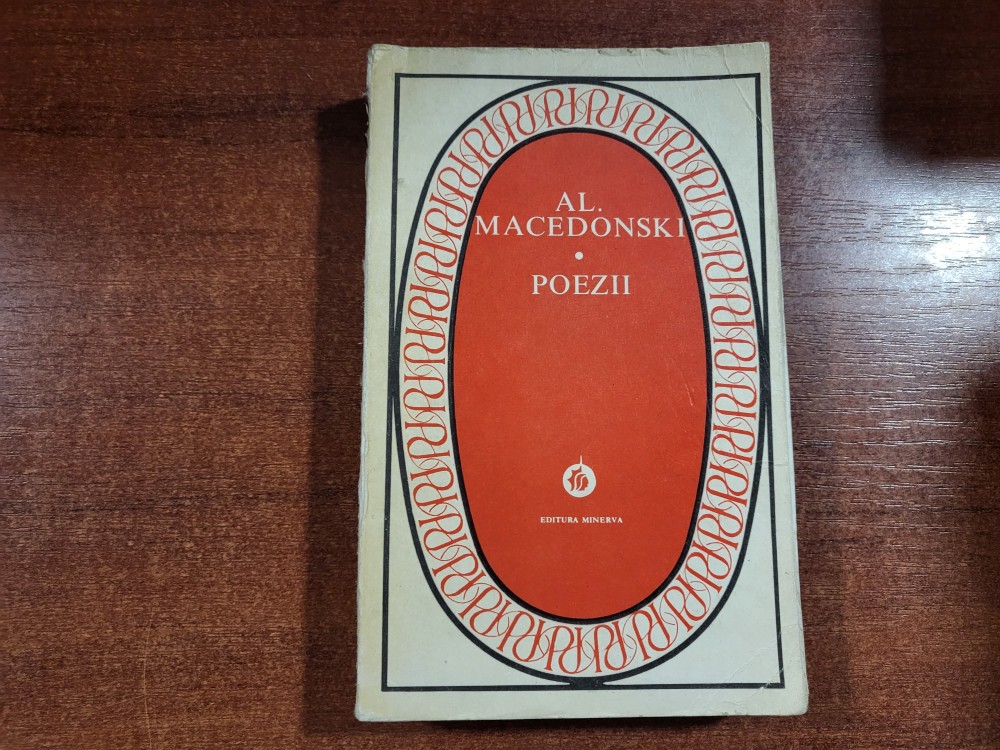 AL.
MACEDONSKI
•
POEZII
EDITURA MINERVA